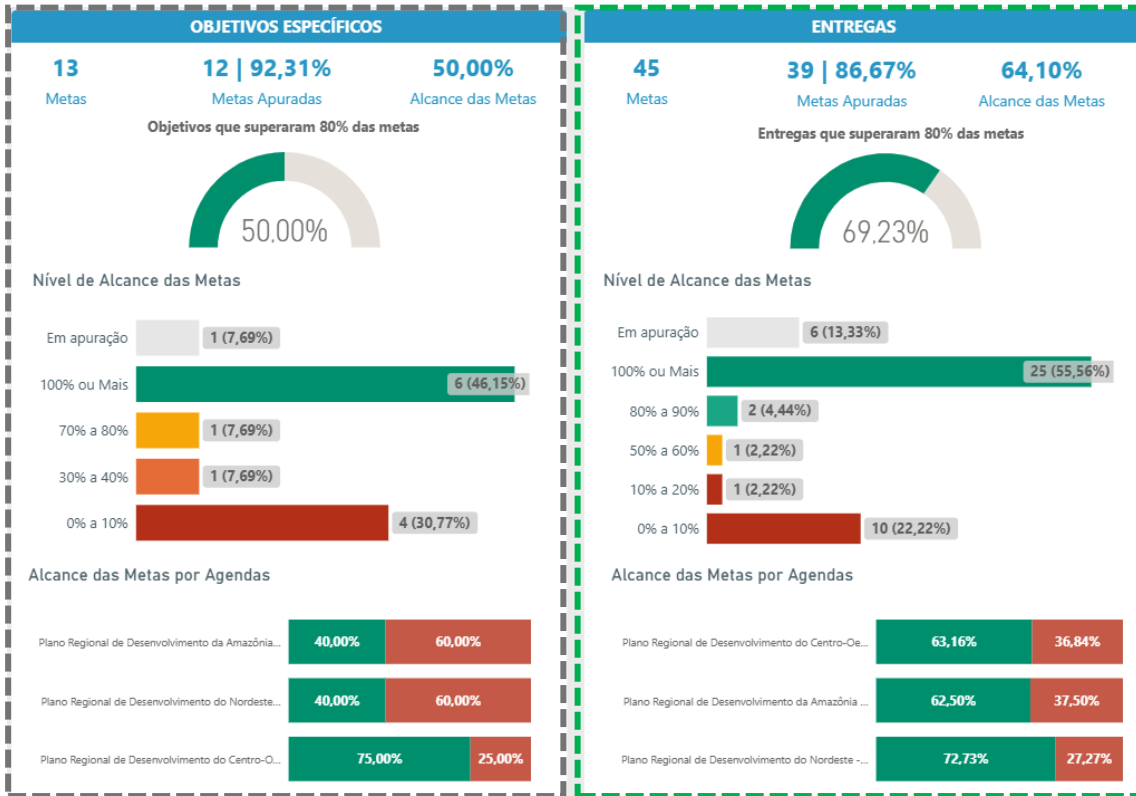 OBJETIVOS ESPECÍFICOS
13
12 | 92,31%
50,00%
Metas
Metas Apuradas
Alcance das Metas
Objetivos que superaram 80% das metas
50,00%
Nível de Alcance das Metas
Em apuração
1 (7,69%)
100% ou Mais
6 (46,15%)
70% a 80%
1 (7,69%)
30% a 40%
1 (7,69%)
0% a 10%
4 (30,77%)
Alcance das Metas por Agendas
Plano Regional de Desenvolvimento da Amazônia...
40,00%
60,00%
Plano Regional de Desenvolvimento do Nordeste...
40,00%
60,00%
Plano Regional de Desenvolvimento do Centro-O...
75,00%
25,00%
ENTREGAS
45
39 | 86,67%
64,10%
Metas
Metas Apuradas
Alcance das Metas
Entregas que superaram 80% das metas
69,23%
Nível de Alcance das Metas
Em apuração
6 (13,33%)
100% ou Mais
25 (55,56%)
80% a 90%
2 (4,44%)
50% a 60%
1 (2,22%)
10% a 20%
1 (2,22%)
0% a 10%
10 (22,22%)
Alcance das Metas por Agendas
Plano Regional de Desenvolvimento do Centro-Oe...
63,16%
36,84%
Plano Regional de Desenvolvimento da Amazônia ...
62,50%
37,50%
Plano Regional de Desenvolvimento do Nordeste -...
72,73%
27,27%